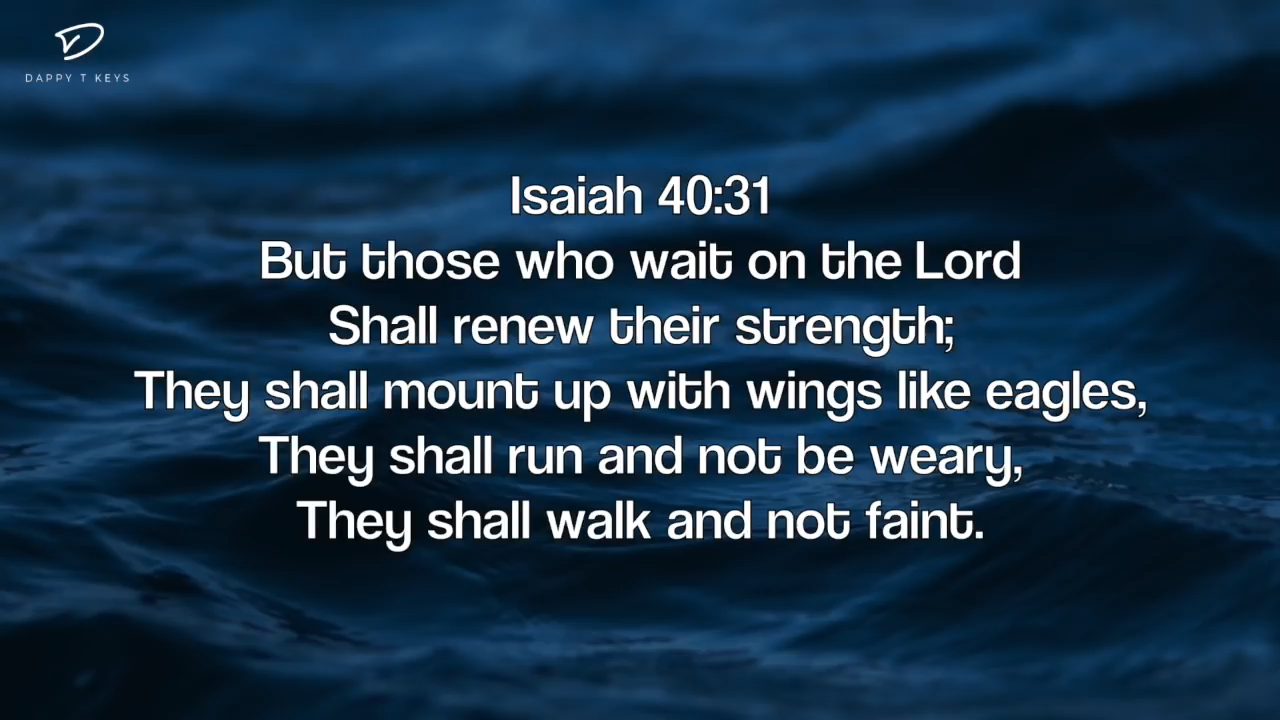 DAPPY T KEYS
Isaiah 40:31
But those who wait on the Lord
Shall renew their strength;
They shall mount up with wings like eagles,
They shall run and not be weary,
They shall walk and not faint.